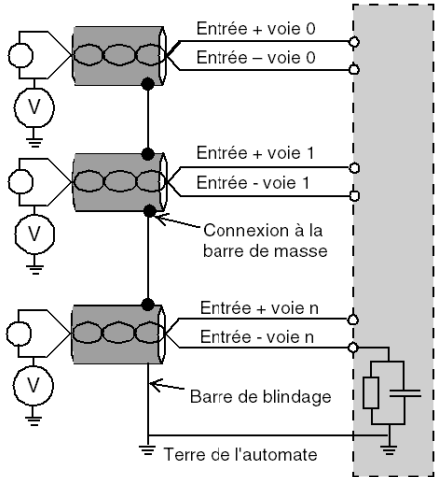 Entrée + voie 0
Entrée – voie 0
V
Entrée + voie 1
Entrée - voie 1
V
Connexion à la
barre de masse
Entrée + voie n
Entrée - voie n
V
Barre de blindage
Terre de l'automate